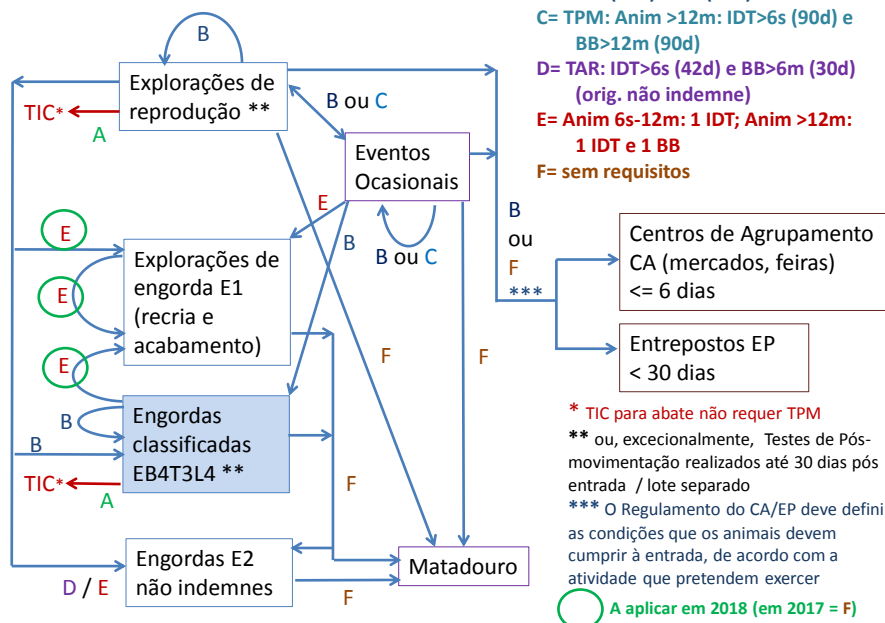 C= TPM: Anim >12m: IDT>6s (90d) e
BB>12m (90d)
D= TAR: IDT>6s (42d) e BB>6m (30d)
(orig. não indemne)
E= Anim 6s-12m: 1 IDT; Anim >12m:
1 IDT e 1 BB
F= sem requisitos
B
Explorações de
reprodução **
TIC*
A
B ou C
Eventos
Ocasionais
E
B
B ou C
B
ou
F
***
Centros de Agrupamento
CA (mercados, feiras)
<= 6 dias
Entrepostos EP
< 30 dias
E
Explorações de
engorda E1
(recria e
acabamento)
E
F
F
E
B
Engordas
classificadas
EB4T3L4 **
B
TIC*
A
F
Engordas E2
não indemnes
D / E
F
Matadouro
* TIC para abate não requer TPM
** ou, excecionalmente, Testes de Pós-
movimentação realizados até 30 dias pós
entrada / lote separado
*** O Regulamento do CA/EP deve defini
as condições que os animais devem
cumprir à entrada, de acordo com a
atividade que pretendem exercer
A aplicar em 2018 (em 2017 = F)